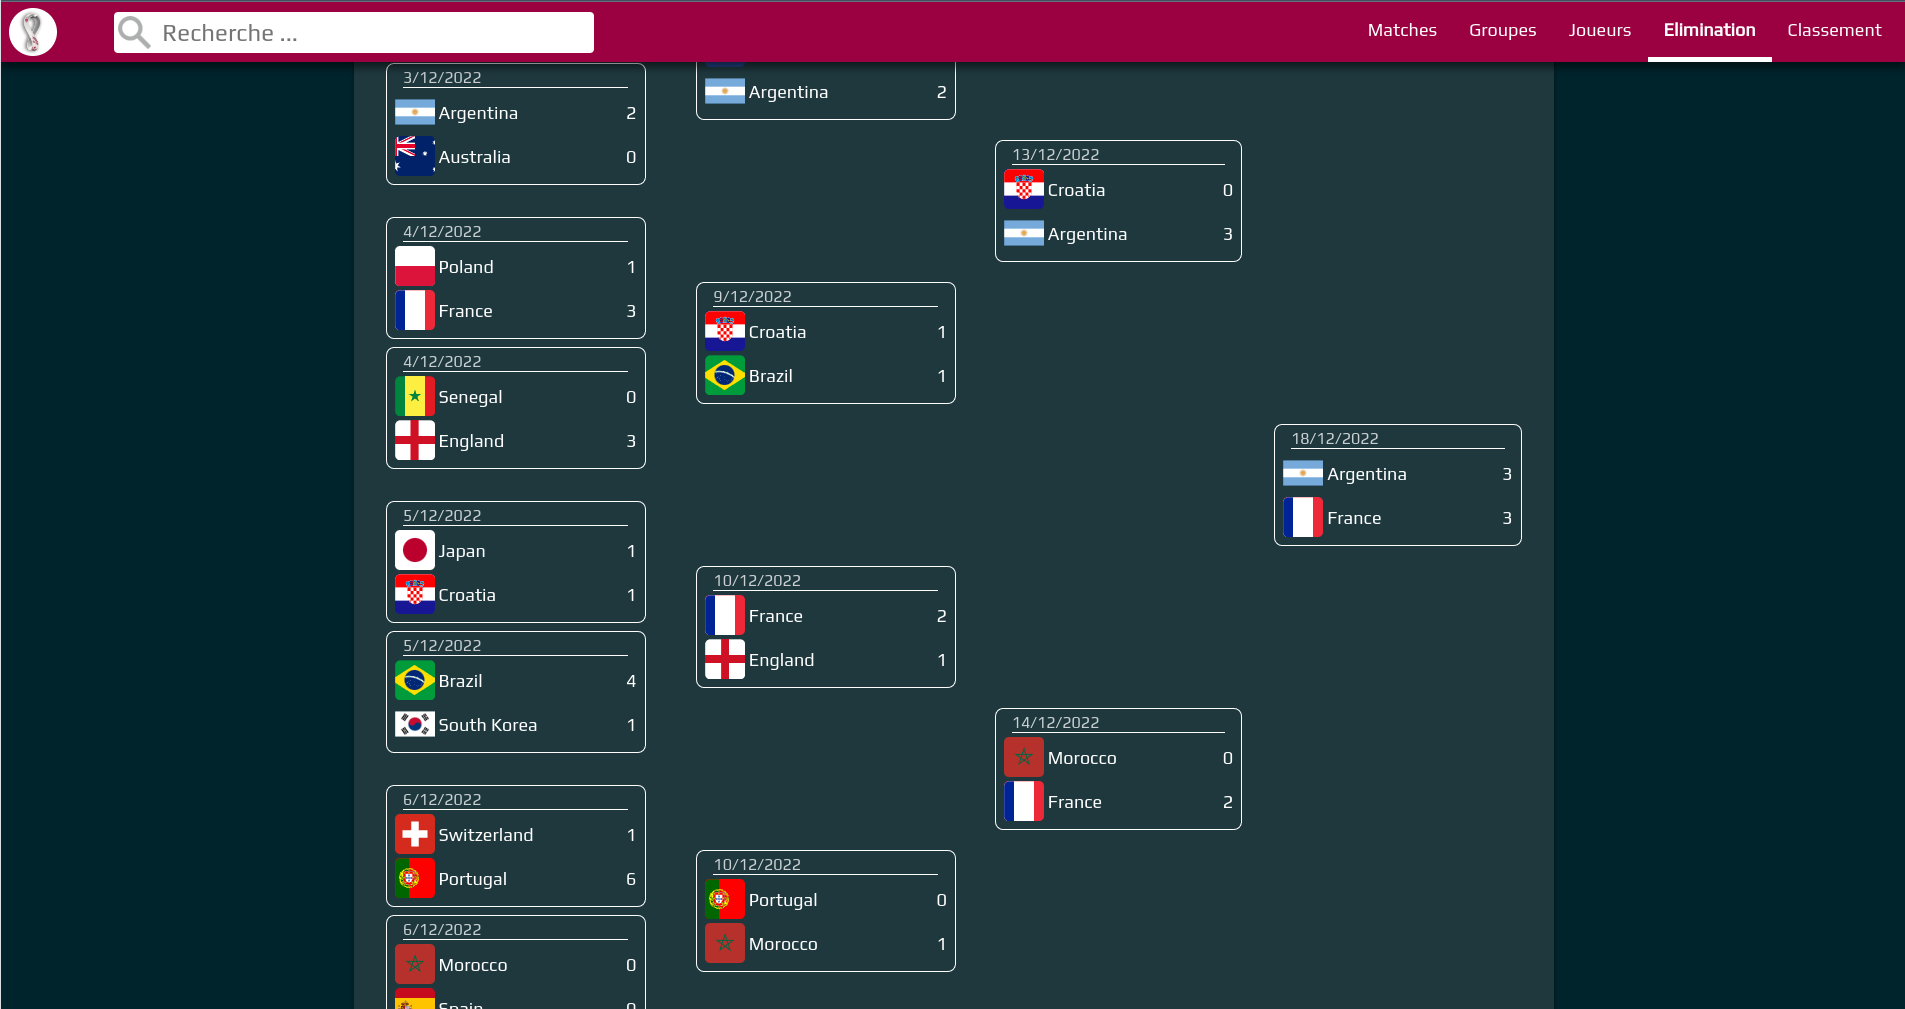 Recherche ...
Matches Groupes Joueurs Elimination Classement
3/12/2022
Argentina 2
Australia 0
4/12/2022
Poland 1
France 3
4/12/2022
Senegal 0
England 3
5/12/2022
Japan 1
Croatia 1
5/12/2022
Brazil 4
South Korea 1
6/12/2022
Switzerland 1
Portugal 6
6/12/2022
Morocco 0
Spain 0
Argentina 2
9/12/2022
Croatia 1
Brazil 1
10/12/2022
France 2
England 1
10/12/2022
Portugal 0
Morocco 1
13/12/2022
Croatia 0
Argentina 3
14/12/2022
Morocco 0
France 2
18/12/2022
Argentina 3
France 3